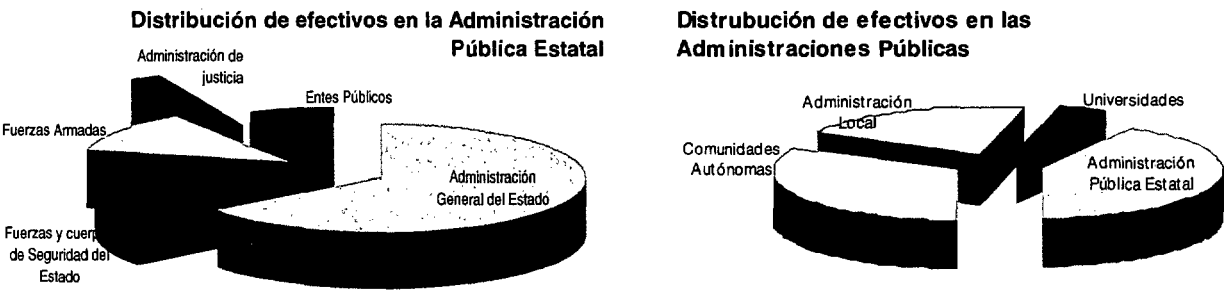 Distribución de efectivos en la Administración
Pública Estatal
Administración de
justicia
Entes Públicos
Fuerzas Armadas
Administración
General del Estado
Fuerzas y
de Seguridad del
Estado
Distrubución de efectivos en las
Administraciones Públicas
Administración
Local
Universidades
Comunidades
Autónomas
Administración
Pública Estatal